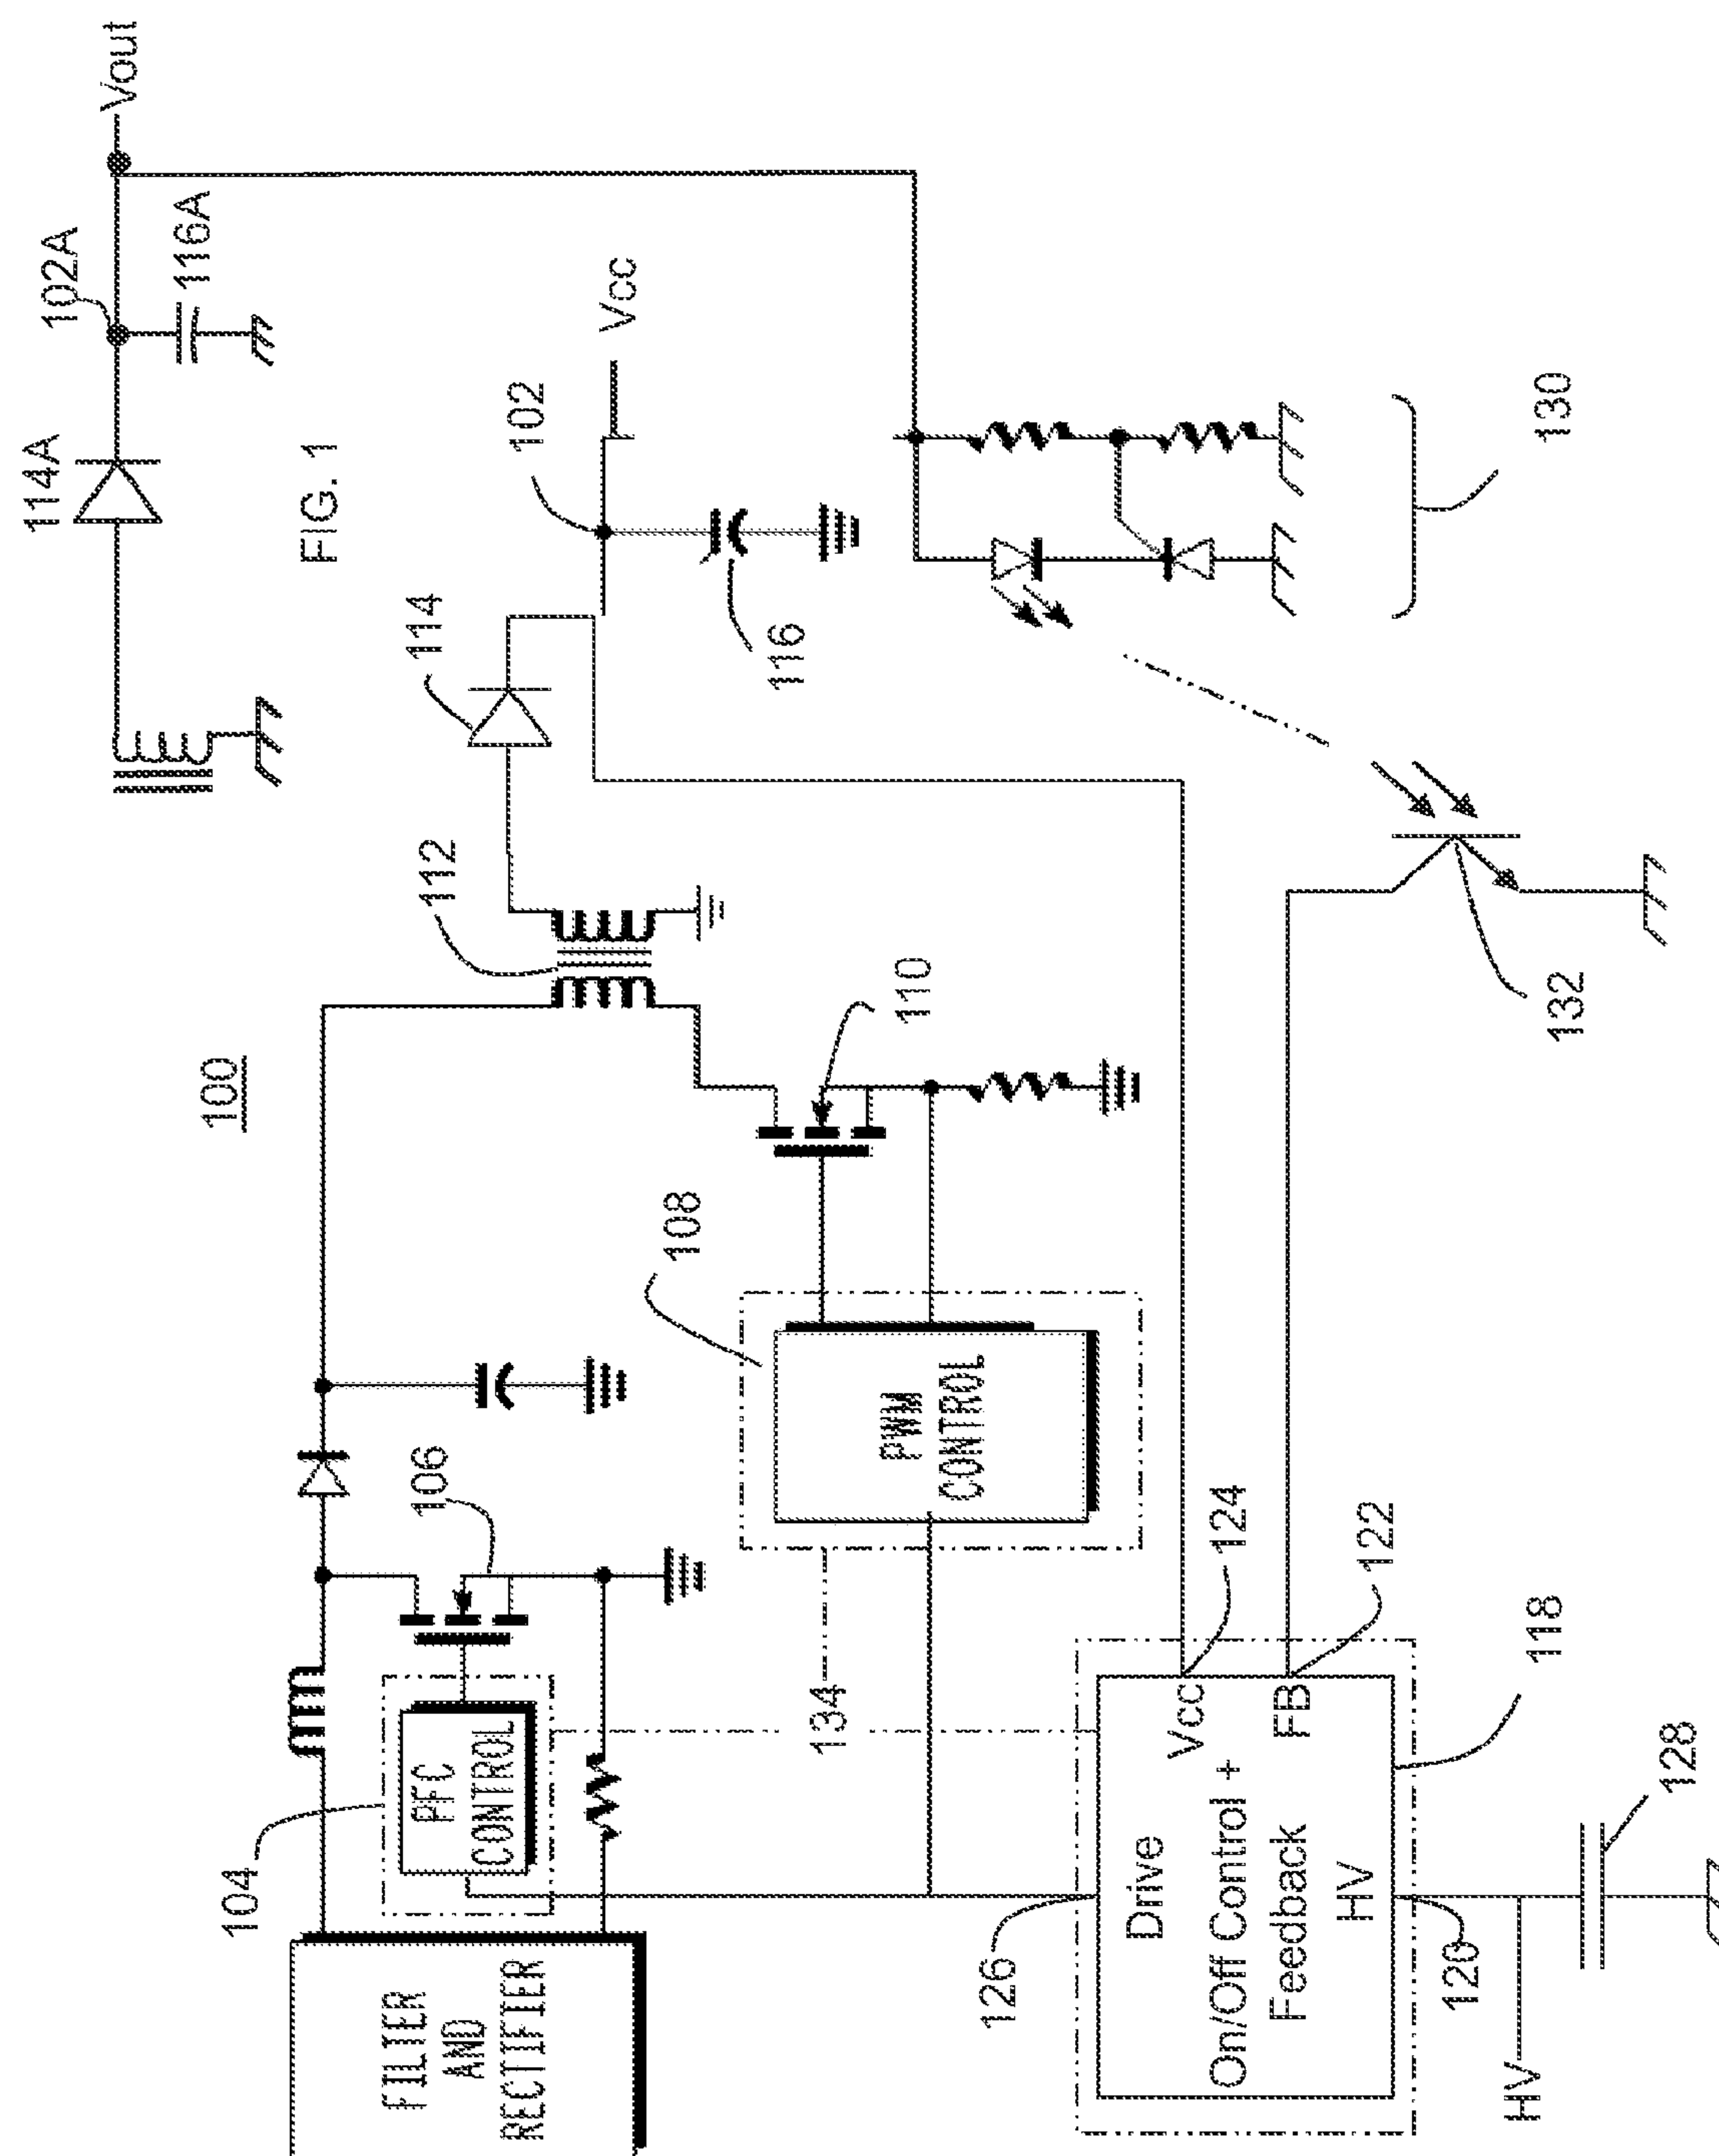 Vout
102A
116A
114A
FIG. 1
Vcc
102
114
116
130
112
110
132
100
108
PWM
CONTROL
106
PFC
CONTROL
104
FILTER
AND
RECTIFIER
134
124
122
118
126
120
128
Vcc
FB
Drive
On/Off Control +
Feedback
HV
HV